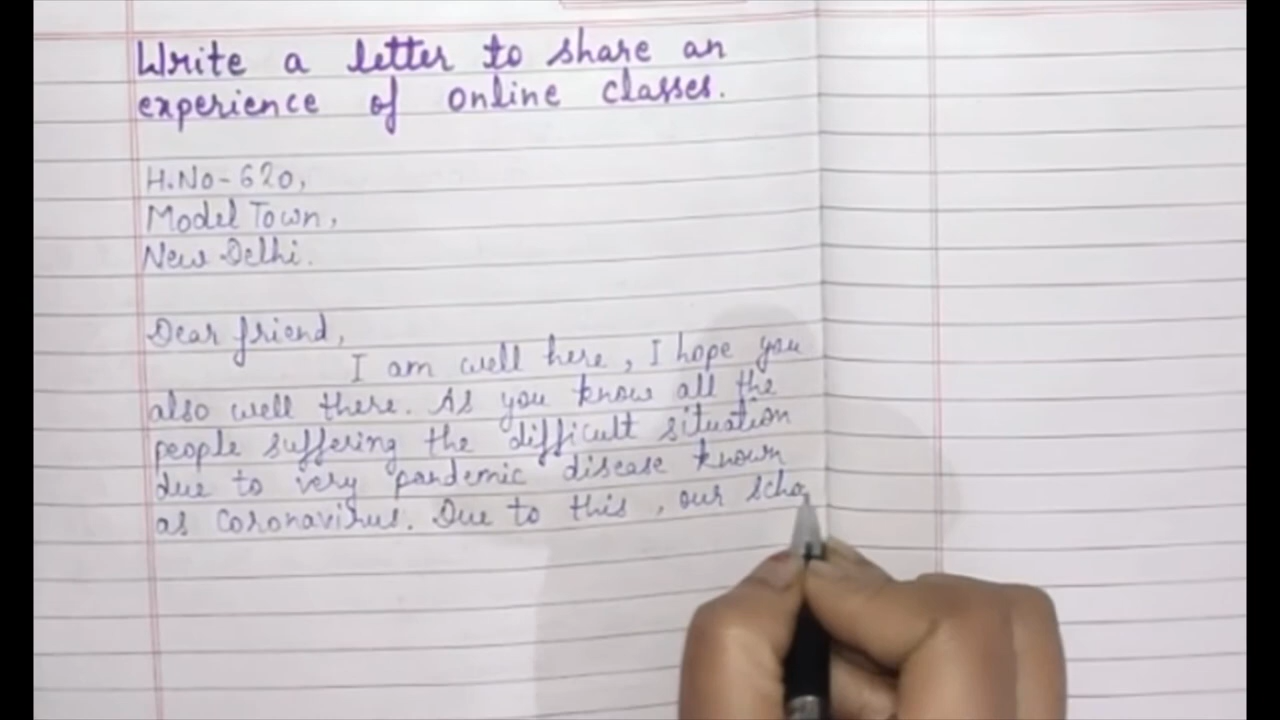 Write a letter to share an
experience of online classes.
H.No-620,
Model Town,
New Delhi.
Dear friend,
I am well here, I hope you
also well there. As you know all the
people suffering the difficult situation
due to very pandemic disease known
as Coronavirus. Due to this, our scho